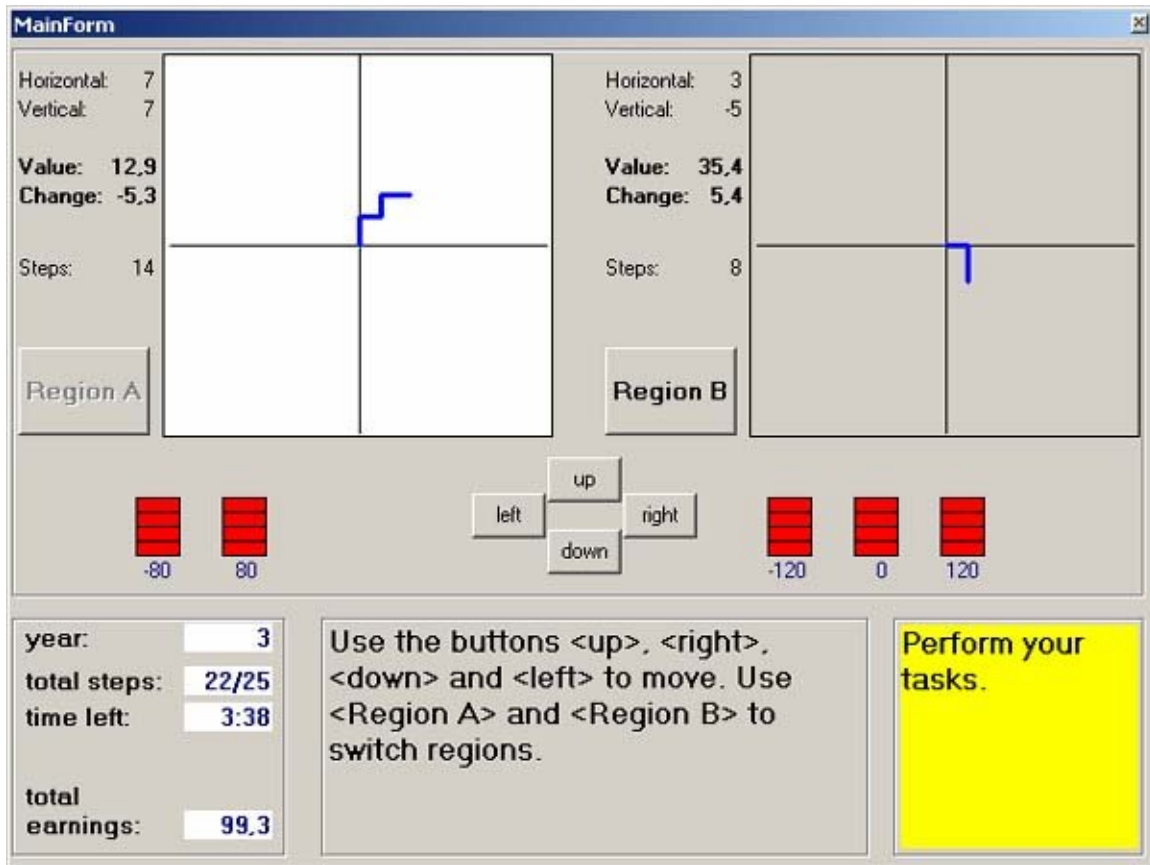 MainForm
Horizontal: 7
Vertical: 7
Value: 12,9
Change: -5,3
Steps: 14
Region A
Horizontal: 3
Vertical: -5
Value: 35,4
Change: 5,4
Steps: 8
Region B
up
left right
down
-80 80
-120 0 120
year: 3
total steps: 22/25
time left: 3:38
total
earnings: 99,3
Use the buttons <up>, <right>,
<down> and <left> to move. Use
<Region A> and <Region B> to
switch regions.
Perform your
tasks.